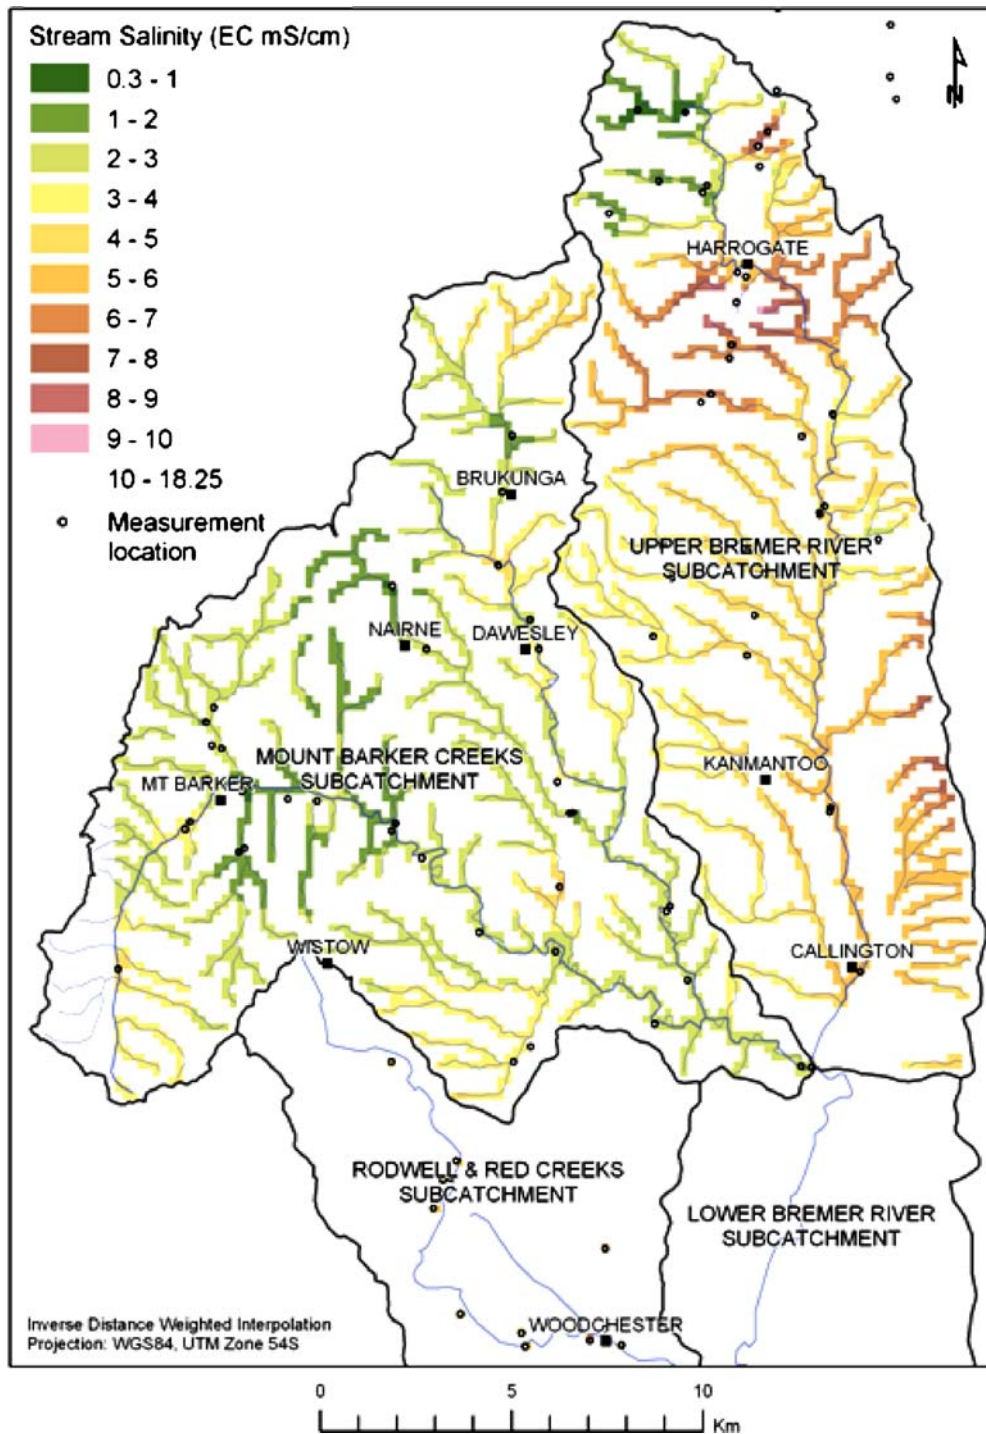 Stream Salinity (EC mS/cm)
0.3 - 1
1 - 2
2 - 3
3 - 4
4 - 5
5 - 6
6 - 7
7 - 8
8 - 9
9 - 10
10 - 18.25
Measurement
location
N
HARROGATE
BRUKUNGA
UPPER BREMER RIVER
SUBCATCHMENT
NAIRNE
DAWESLEY
MOUNT BARKER CREEKS
SUBCATCHMENT
KANMANTOO
MT BARKER
WISTOW
CALLINGTON
RODWELL & RED CREEKS
SUBCATCHMENT
LOWER BREMER RIVER
SUBCATCHMENT
WOODCHESTER
Inverse Distance Weighted Interpolation
Projection: WGS84, UTM Zone 54S
0 5 10
Km